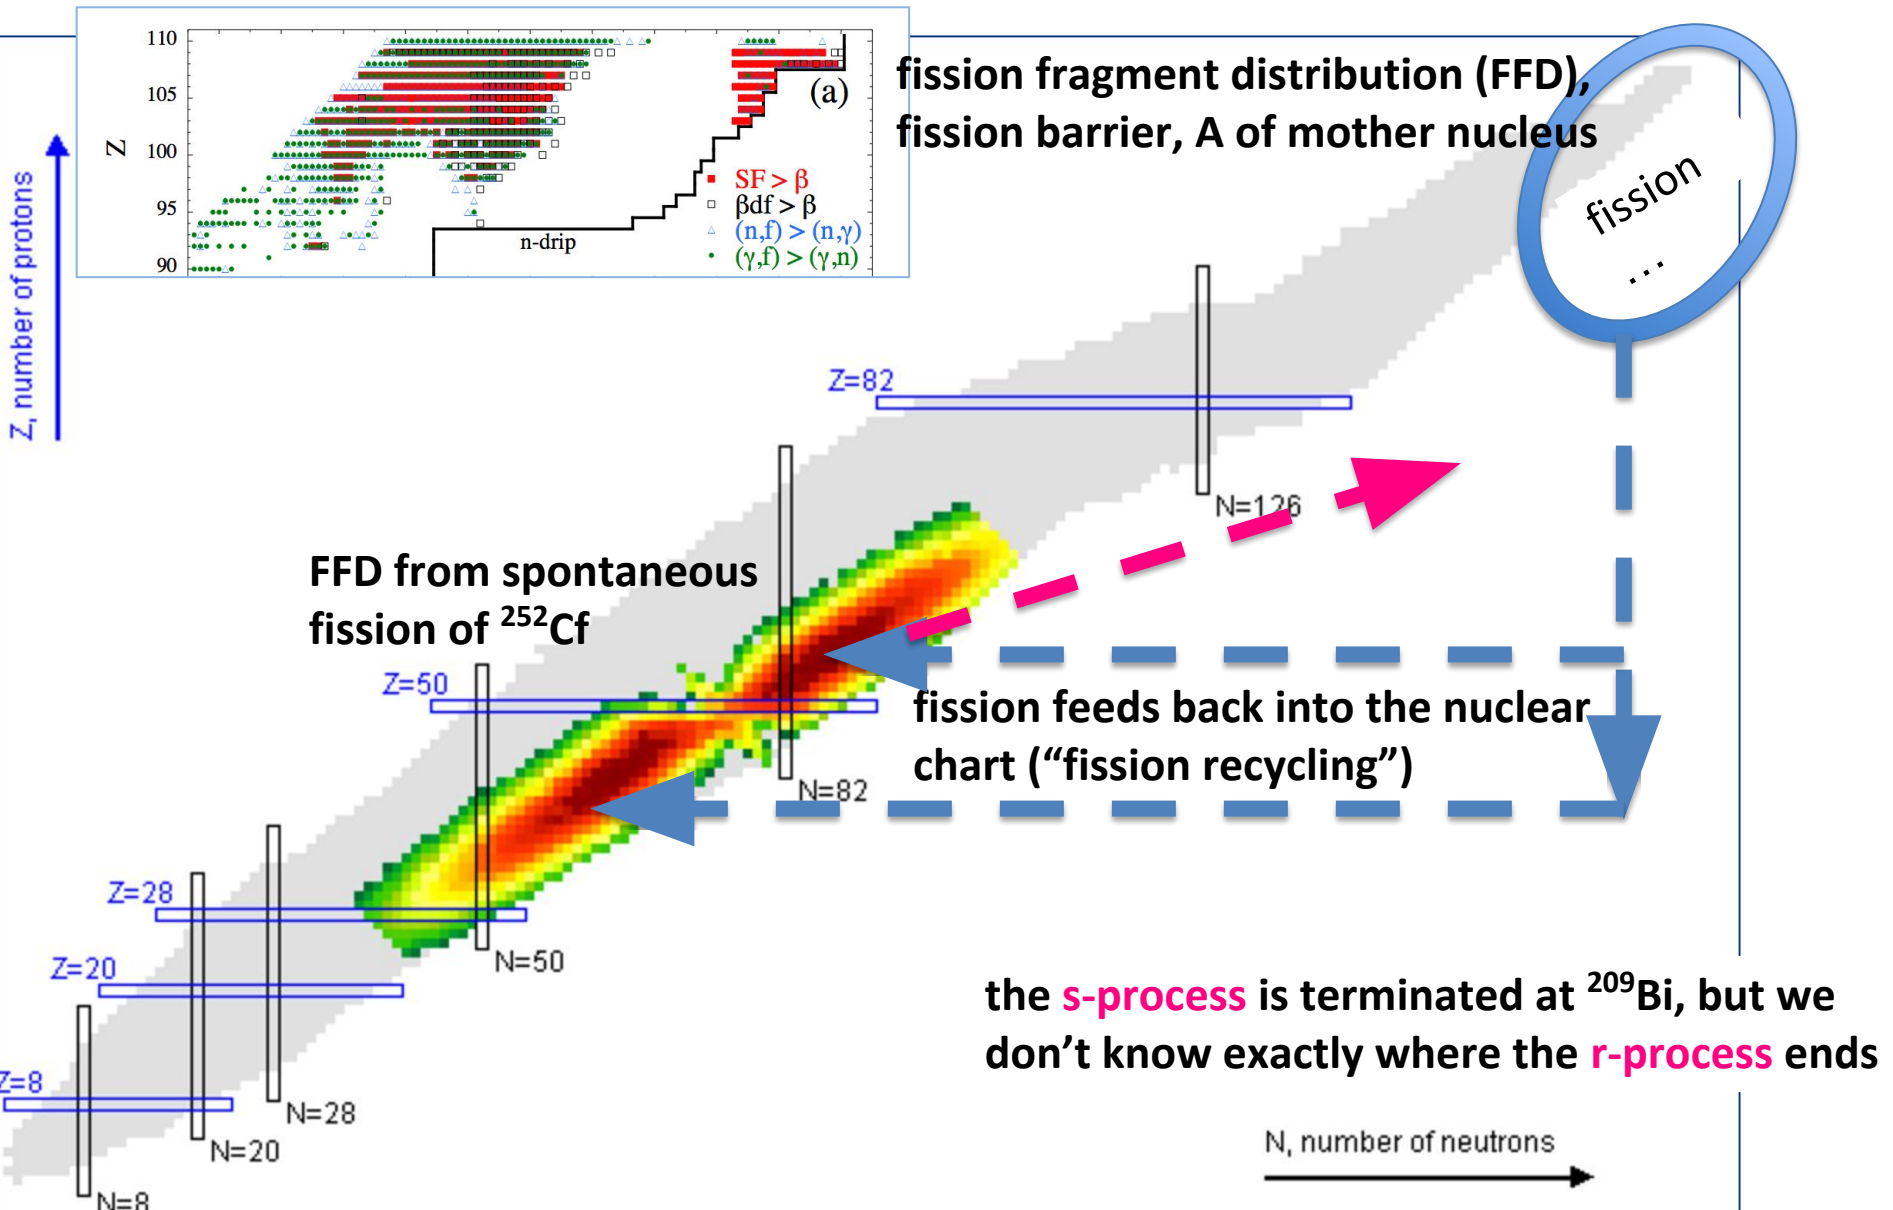 110
105
100
95
90
Z
(a)
SF > β
βdf > β
(n,f) > (n,γ)
(γ,f) > (γ,n)
n-drip
fission fragment distribution (FFD),
fission barrier, A of mother nucleus
fission
...
Z, number of protons
Z=82
N=126
FFD from spontaneous
fission of ²⁵²Cf
Z=50
fission feeds back into the nuclear
chart (“fission recycling”)
N=82
Z=28
N=50
Z=20
the s-process is terminated at ²⁰⁹Bi, but we
don’t know exactly where the r-process ends
Z=8
N=28
N=20
N, number of neutrons
N=8